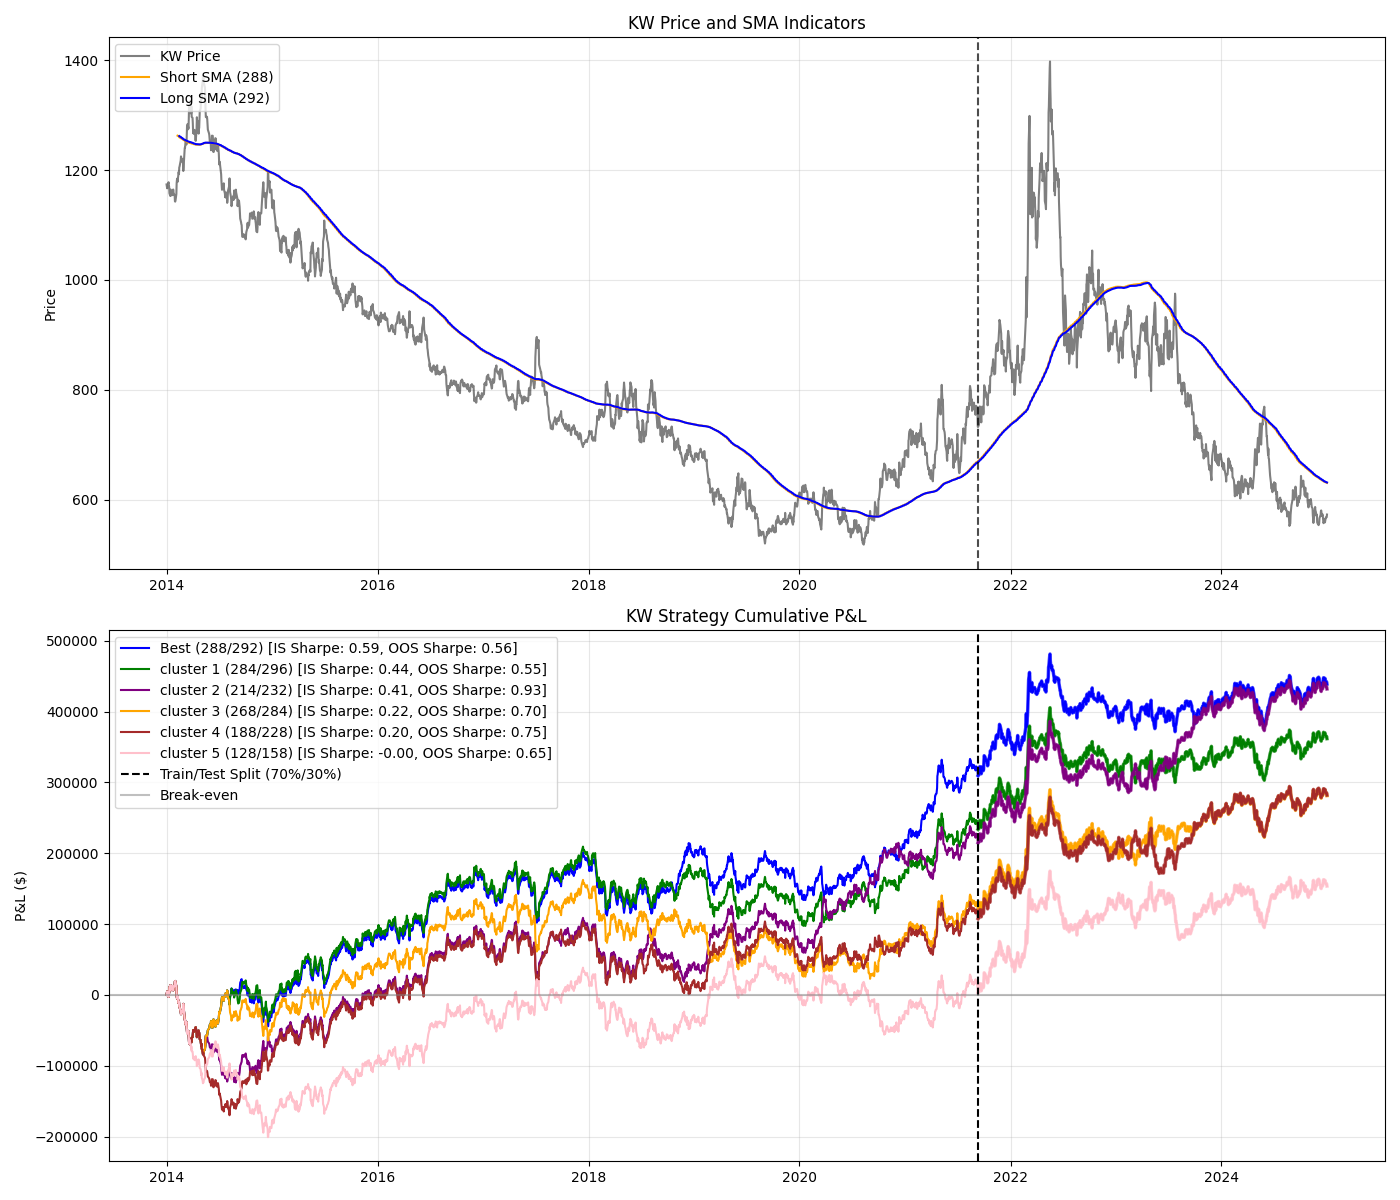 KW Price and SMA Indicators
KW Price
Short SMA (288)
Long SMA (292)
Price
1400
1200
1000
800
600
2014
2016
2018
2020
2022
2024
KW Strategy Cumulative P&L
Best (288/292) [IS Sharpe: 0.59, OOS Sharpe: 0.56]
cluster 1 (284/296) [IS Sharpe: 0.44, OOS Sharpe: 0.55]
cluster 2 (214/232) [IS Sharpe: 0.41, OOS Sharpe: 0.93]
cluster 3 (268/284) [IS Sharpe: 0.22, OOS Sharpe: 0.70]
cluster 4 (188/228) [IS Sharpe: 0.20, OOS Sharpe: 0.75]
cluster 5 (128/158) [IS Sharpe: -0.00, OOS Sharpe: 0.65]
Train/Test Split (70%/30%)
Break-even
P&L ($)
500000
400000
300000
200000
100000
0
−100000
−200000
2014
2016
2018
2020
2022
2024